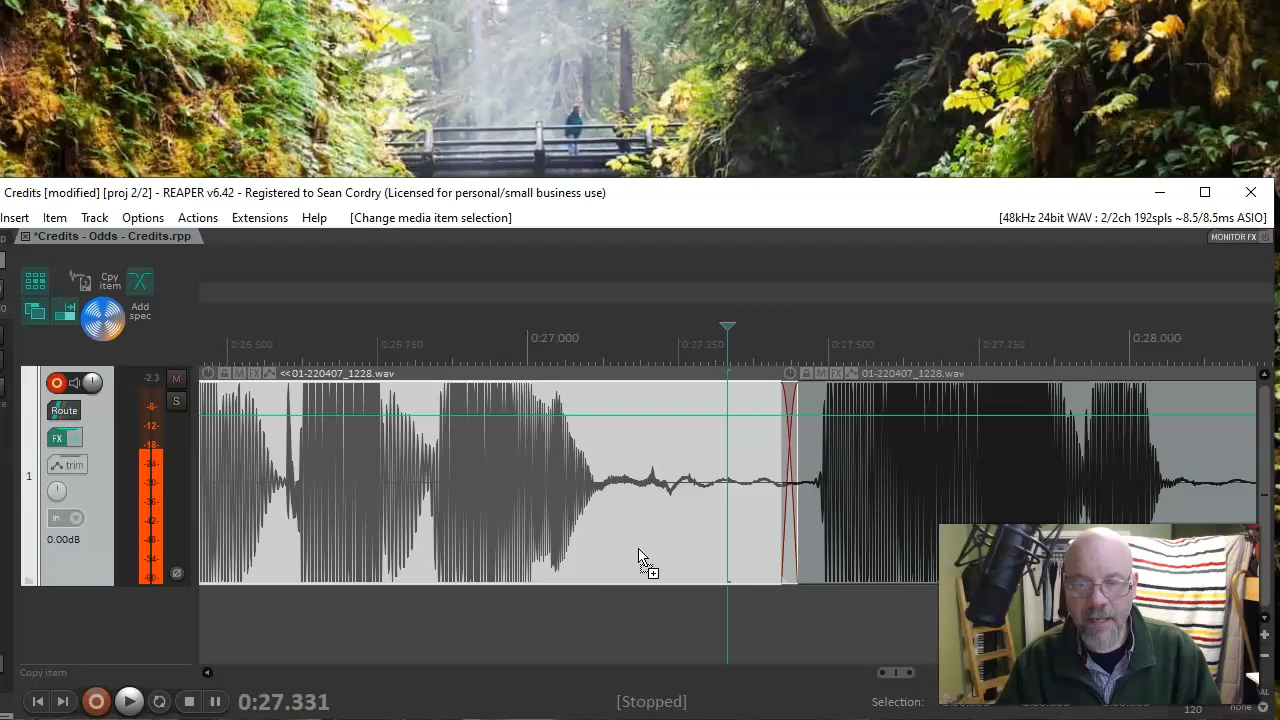 Credits [modified] [proj 2/2] - REAPER v6.42 - Registered to Sean Cordry (Licensed for personal/small business use)
Insert Item Track Options Actions Extensions Help [Change media item selection] [48kHz 24bit WAV : 2/2ch 192spls ~8.5/8.5ms ASIO]
*Credits - Odds - Credits.rpp MONITOR FX
Cpy item
Add spec
0:26.500 0:26.750 0:27.000 0:27.250 0:27.500 0:27.750 0:28.000
<<01-220407_1228.wav 01-220407_1228.wav
M FX M FX
-2.3 M
S
-6-
-12-
-18-
-24-
-30-
-36-
-42-
-48-
-54-
-60-
Route
FX
trim
in
0.00dB
1
Copy item
0:27.331 [Stopped] Selection:
120
none